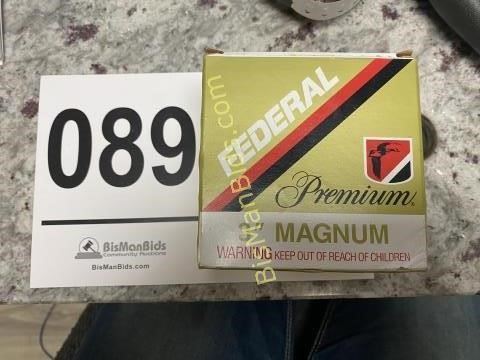 089
BisManBids
Community Auctions
BisManBids.com
FEDERAL
Premium
MAGNUM
WARNING KEEP OUT OF REACH OF CHILDREN
BisManBids.com